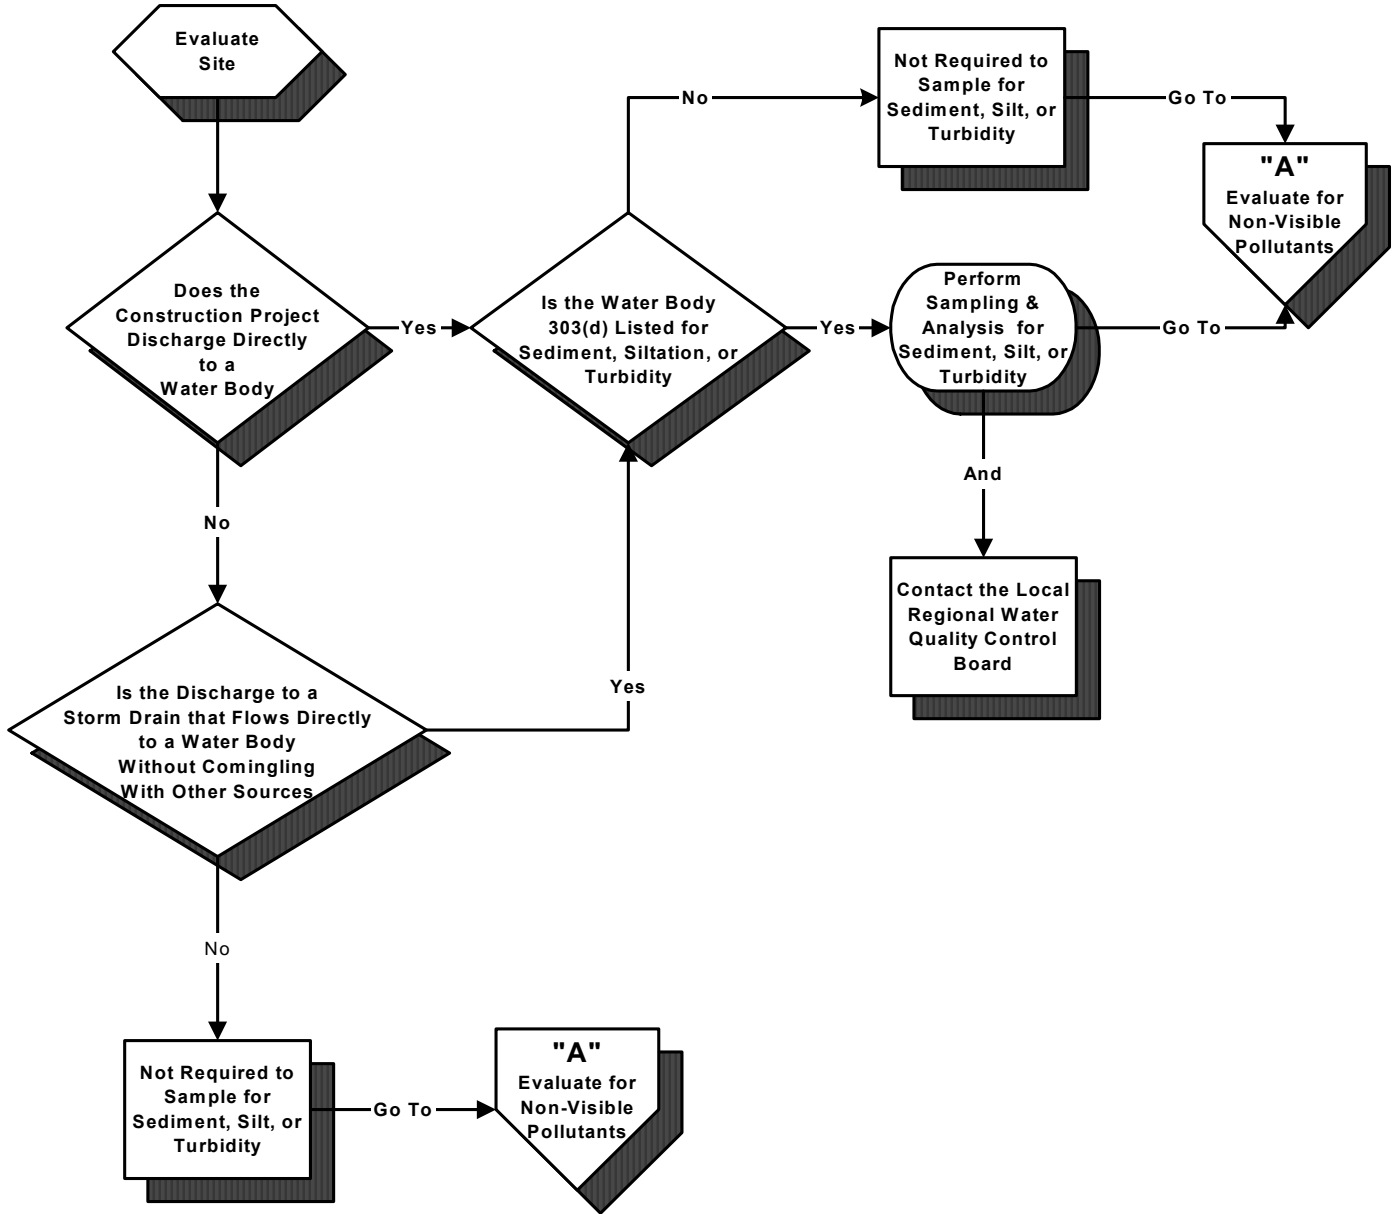 Evaluate
Site
Does the
Construction Project
Discharge Directly
to a
Water Body
Yes
Is the Water Body
303(d) Listed for
Sediment, Siltation, or
Turbidity
No
Not Required to
Sample for
Sediment, Silt, or
Turbidity
Go To
"A"
Evaluate for
Non-Visible
Pollutants
Yes
Perform
Sampling &
Analysis for
Sediment, Silt, or
Turbidity
Go To
And
Contact the Local
Regional Water
Quality Control
Board
No
Is the Discharge to a
Storm Drain that Flows Directly
to a Water Body
Without Comingling
With Other Sources
Yes
No
Not Required to
Sample for
Sediment, Silt, or
Turbidity
Go To
"A"
Evaluate for
Non-Visible
Pollutants